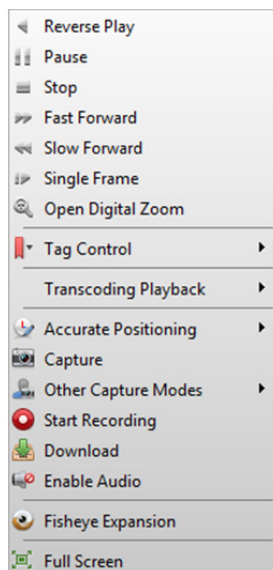 Reverse Play
Pause
Stop
Fast Forward
Slow Forward
Single Frame
Open Digital Zoom
Tag Control
Transcoding Playback
Accurate Positioning
Capture
Other Capture Modes
Start Recording
Download
Enable Audio
Fisheye Expansion
Full Screen